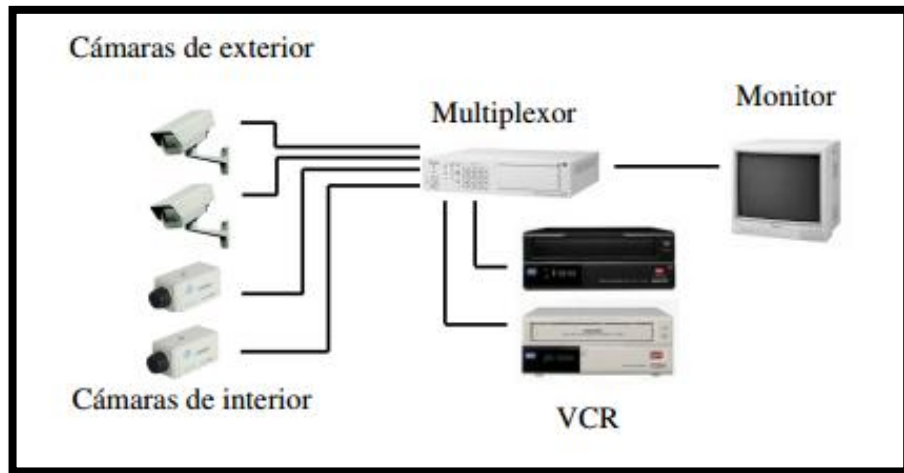 Cámaras de exterior
Multiplexor
Monitor
Cámaras de interior
VCR